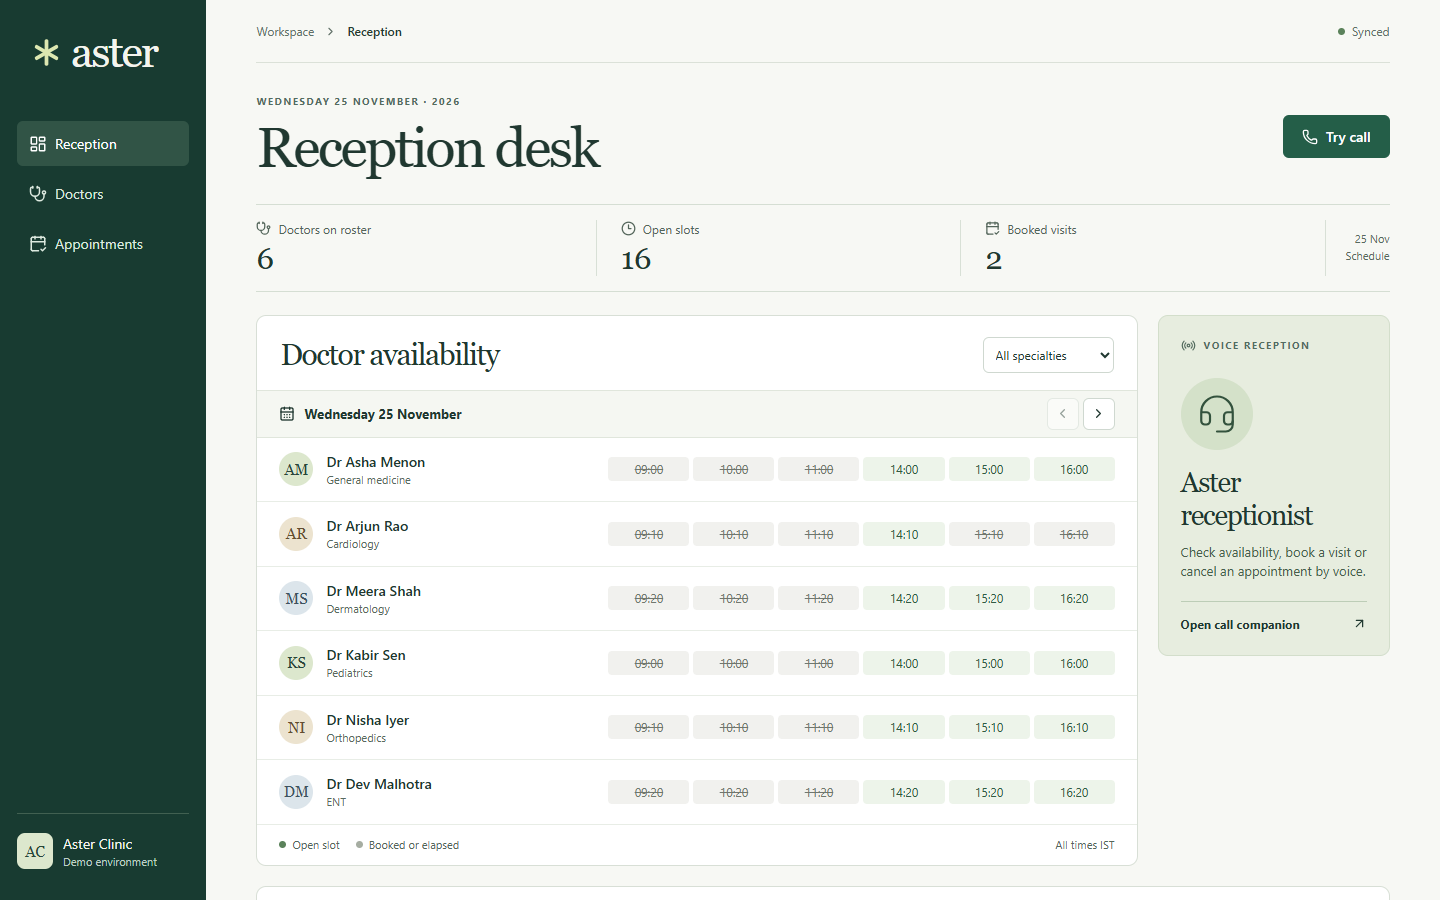 aster
Reception
Doctors
Appointments
AC
Aster Clinic
Demo environment
Workspace > Reception
Synced
WEDNESDAY 25 NOVEMBER · 2026
Reception desk
Try call
Doctors on roster
6
Open slots
16
Booked visits
2
25 Nov
Schedule
Doctor availability
All specialties
Wednesday 25 November
AM
Dr Asha Menon
General medicine
09:00 10:00 11:00 14:00 15:00 16:00
AR
Dr Arjun Rao
Cardiology
09:10 10:10 11:10 14:10 15:10 16:10
MS
Dr Meera Shah
Dermatology
09:20 10:20 11:20 14:20 15:20 16:20
KS
Dr Kabir Sen
Pediatrics
09:00 10:00 11:00 14:00 15:00 16:00
NI
Dr Nisha Iyer
Orthopedics
09:10 10:10 11:10 14:10 15:10 16:10
DM
Dr Dev Malhotra
ENT
09:20 10:20 11:20 14:20 15:20 16:20
Open slot
Booked or elapsed
All times IST
VOICE RECEPTION
Aster
receptionist
Check availability, book a visit or
cancel an appointment by voice.
Open call companion